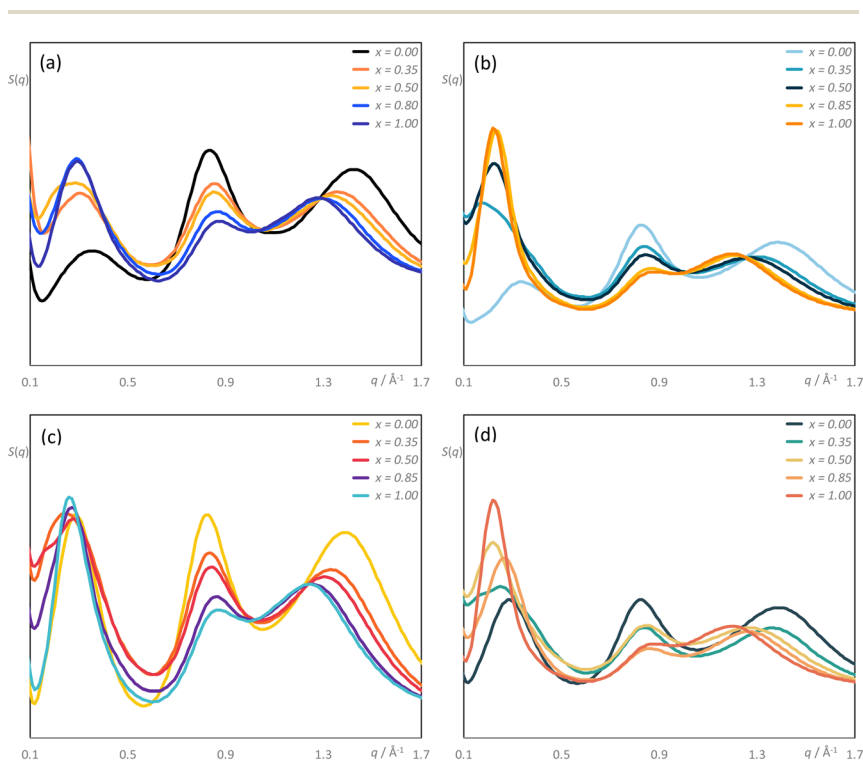 (a)
S(q)
x = 0.00
x = 0.35
x = 0.50
x = 0.80
x = 1.00
0.1 0.5 0.9 1.3 q / Å⁻¹ 1.7
(b)
S(q)
x = 0.00
x = 0.35
x = 0.50
x = 0.85
x = 1.00
0.1 0.5 0.9 1.3 q / Å⁻¹ 1.7
(c)
S(q)
x = 0.00
x = 0.35
x = 0.50
x = 0.85
x = 1.00
0.1 0.5 0.9 1.3 q / Å⁻¹ 1.7
(d)
S(q)
x = 0.00
x = 0.35
x = 0.50
x = 0.85
x = 1.00
0.1 0.5 0.9 1.3 q / Å⁻¹ 1.7